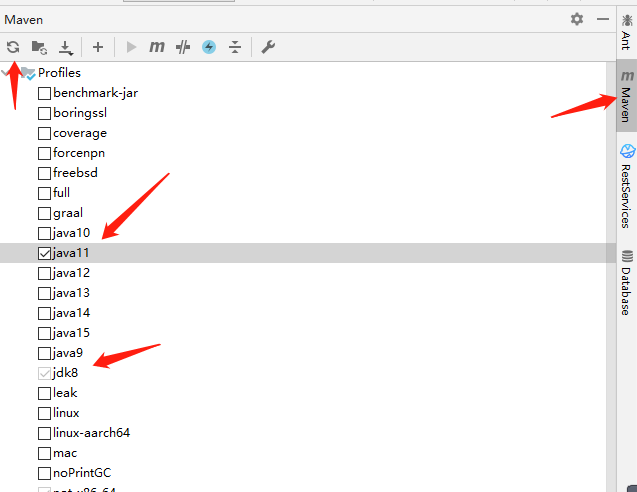 Maven
m
Profiles
benchmark-jar
boringssl
coverage
forcenpn
freebsd
full
graal
java10
java11
java12
java13
java14
java15
java9
jdk8
leak
linux
linux-aarch64
mac
noPrintGC
Ant
m
Maven
RestServices
Database